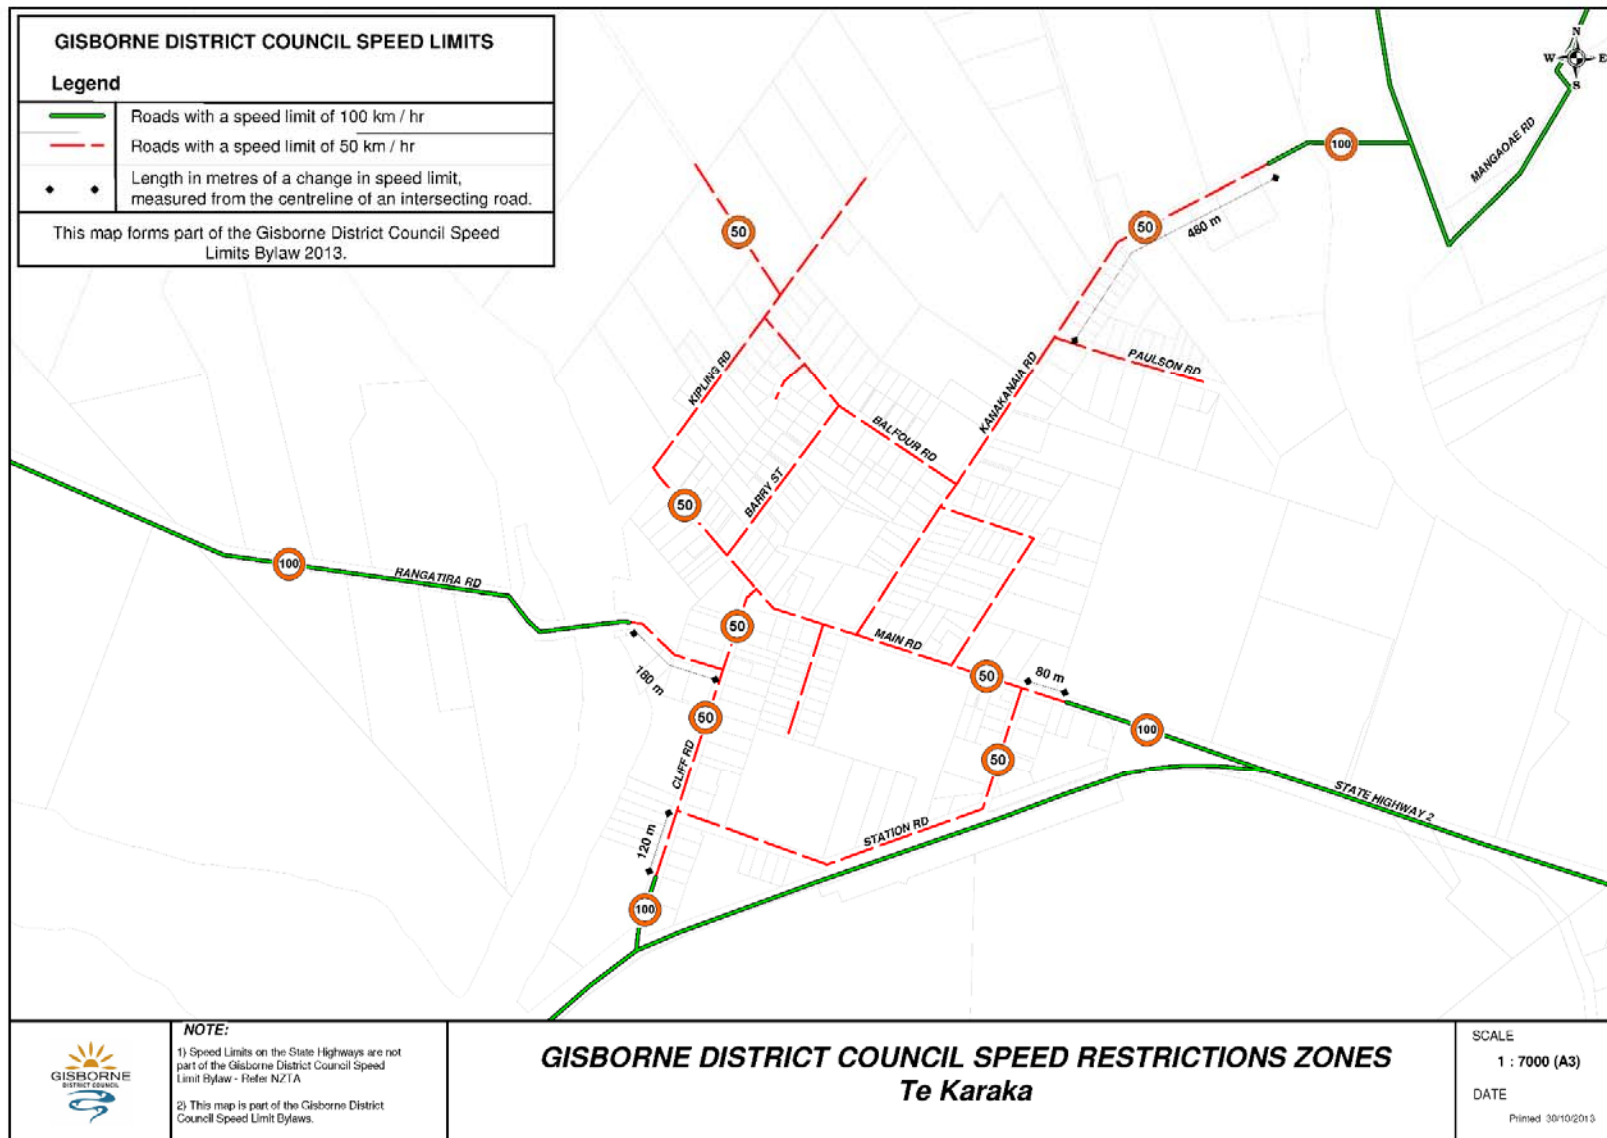 GISBORNE DISTRICT COUNCIL SPEED LIMITS
Legend
Roads with a speed limit of 100 km / hr
Roads with a speed limit of 50 km / hr
Length in metres of a change in speed limit,
measured from the centreline of an intersecting road.
This map forms part of the Gisborne District Council Speed
Limits Bylaw 2013.
N
W E
S
MANGAOAE RD
100
50
480 m
50
PAULSON RD
KANAKANAIA RD
KIPLING RD
BALFOUR RD
BARRY ST
50
100
RANGATIRA RD
50
MAIN RD
180 m
50
80 m
50
100
50
CLIFF RD
STATE HIGHWAY 2
STATION RD
120 m
100
GISBORNE
DISTRICT COUNCIL
NOTE:
1) Speed Limits on the State Highways are not
part of the Gisborne District Council Speed
Limit Bylaw - Refer NZTA
2) This map is part of the Gisborne District
Council Speed Limit Bylaws.
GISBORNE DISTRICT COUNCIL SPEED RESTRICTIONS ZONES
Te Karaka
SCALE
1 : 7000 (A3)
DATE
Printed 30/10/2013